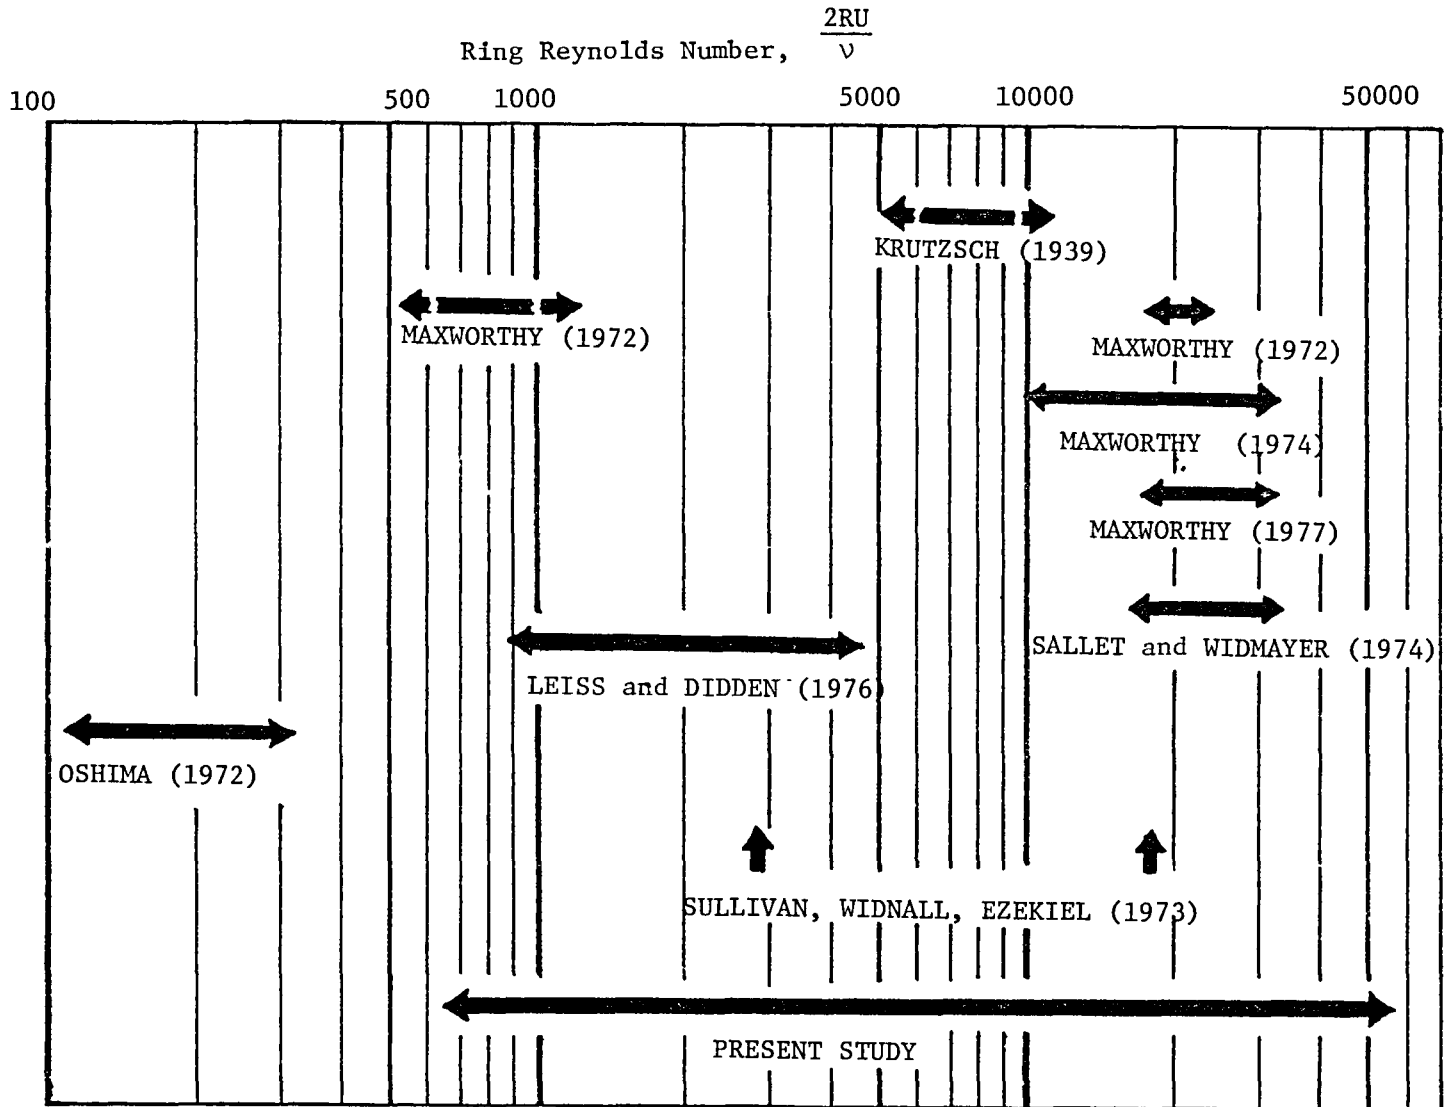 2RU
Ring Reynolds Number, ν
100 500 1000 5000 10000 50000
KRUTZSCH (1939)
MAXWORTHY (1972)
MAXWORTHY (1972)
MAXWORTHY (1974)
MAXWORTHY (1977)
SALLET and WIDMAYER (1974)
LEISS and DIDDEN (1976)
OSHIMA (1972)
SULLIVAN, WIDNALL, EZEKIEL (1973)
PRESENT STUDY